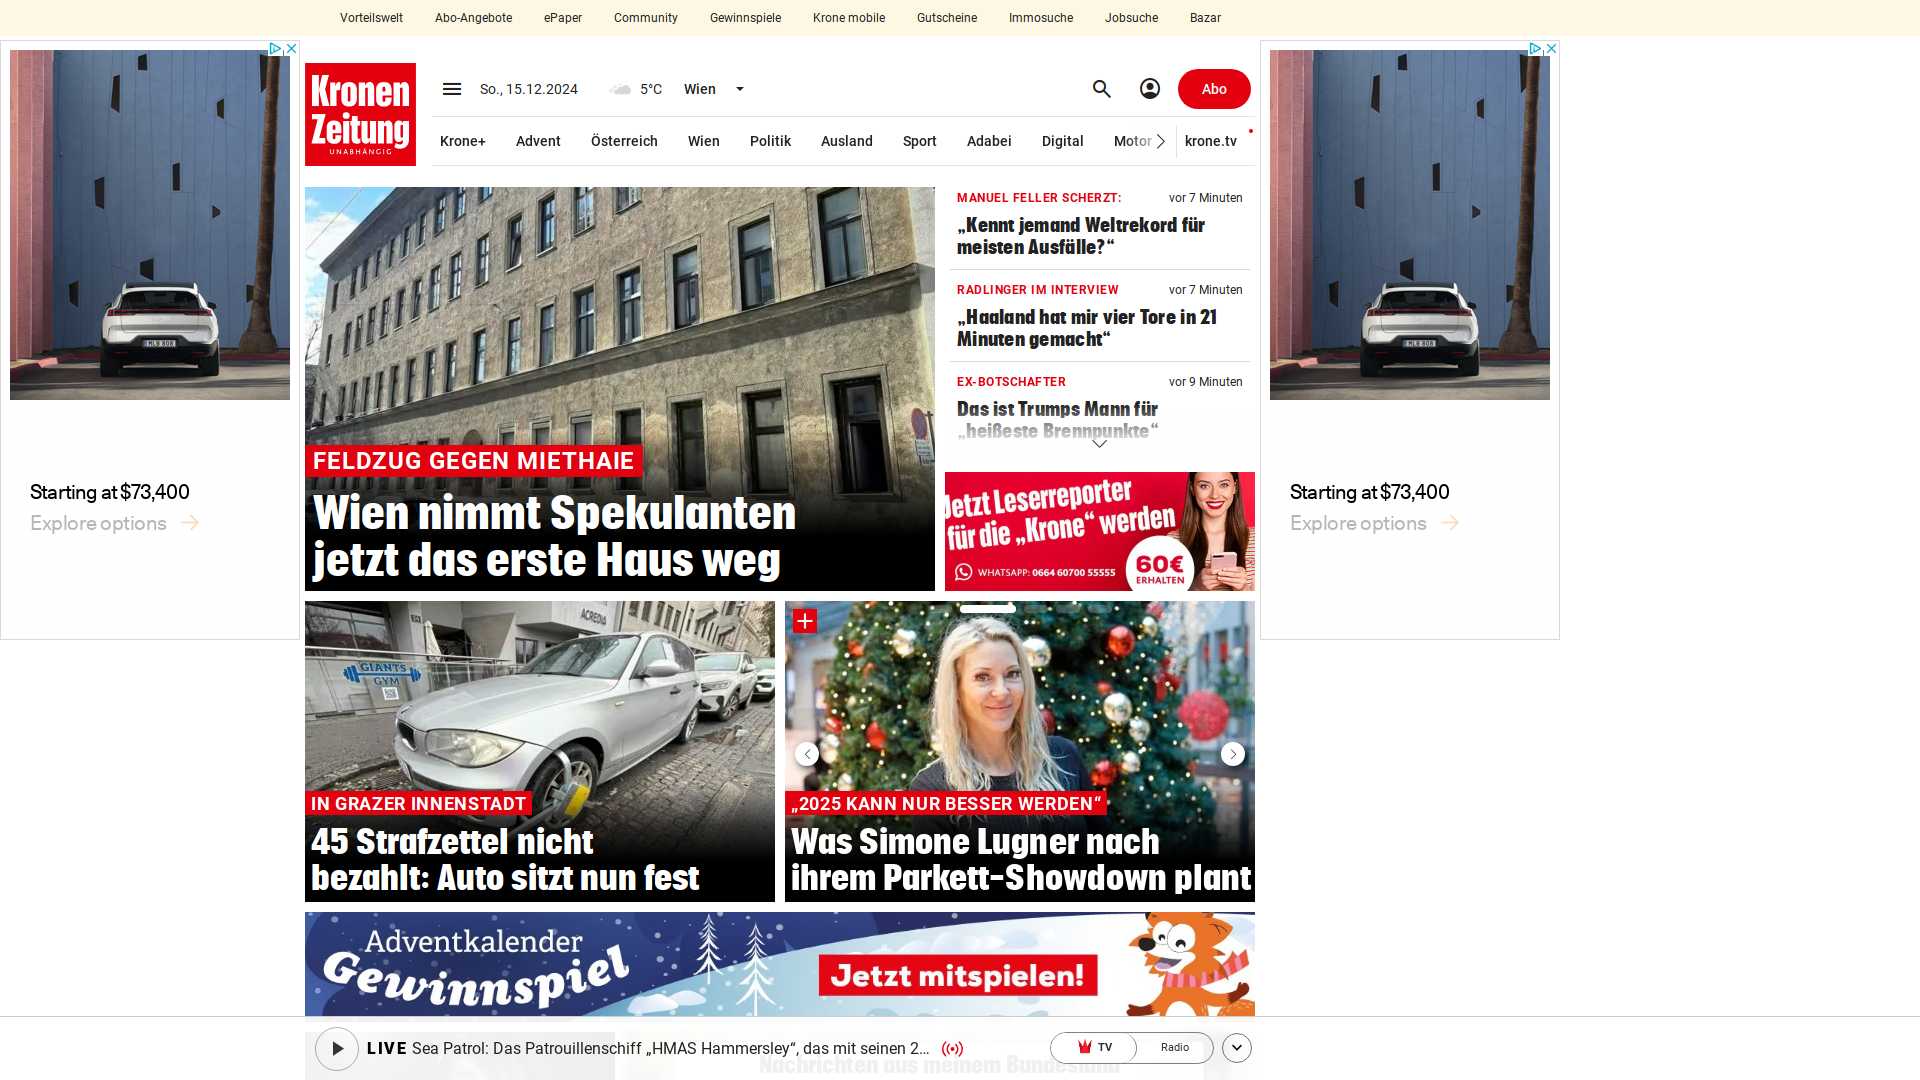 Vorteilswelt
Abo-Angebote
ePaper
Community
Gewinnspiele
Krone mobile
Gutscheine
Immosuche
Jobsuche
Bazar
Kronen
Zeitung
UNABHÄNGIG
So., 15.12.2024
5°C
Wien
Abo
Krone+
Advent
Österreich
Wien
Politik
Ausland
Sport
Adabei
Digital
Motor
krone.tv
Starting at $73,400
Explore options
FELDZUG GEGEN MIETHAIE
Wien nimmt Spekulanten
jetzt das erste Haus weg
MANUEL FELLER SCHERZT:
vor 7 Minuten
„Kennt jemand Weltrekord für
meisten Ausfälle?“
RADLINGER IM INTERVIEW
vor 7 Minuten
„Haaland hat mir vier Tore in 21
Minuten gemacht“
EX-BOTSCHAFTER
vor 9 Minuten
Das ist Trumps Mann für
„heißeste Brennpunkte“
Jetzt Leserreporter
für die „Krone“ werden
WHATSAPP: 0664 60700 55555
60€
ERHALTEN
Starting at $73,400
Explore options
ACREDIA
GIANTS
GYM
IN GRAZER INNENSTADT
45 Strafzettel nicht
bezahlt: Auto sitzt nun fest
„2025 KANN NUR BESSER WERDEN“
Was Simone Lugner nach
ihrem Parkett-Showdown plant
Adventkalender
Gewinnspiel
Jetzt mitspielen!
LIVE Sea Patrol: Das Patrouillenschiff „HMAS Hammersley“, das mit seinen 2...
TV
Radio
Nachrichten aus meinem Bundesland